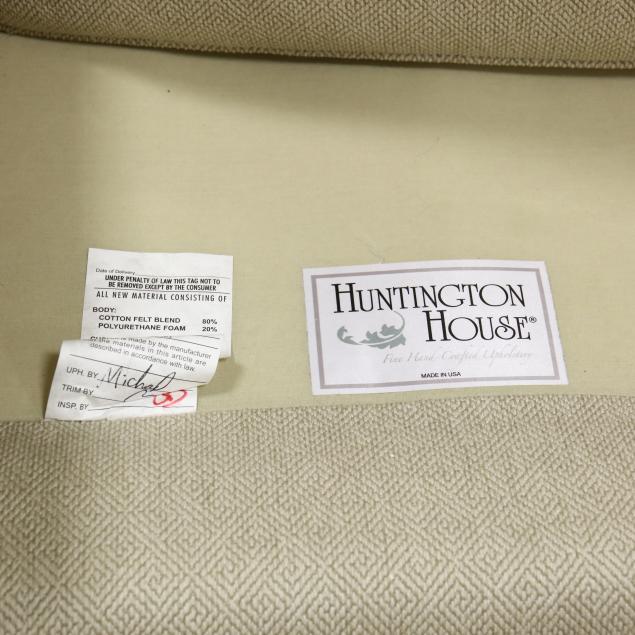 Date of Delivery
UNDER PENALTY OF LAW THIS TAG NOT TO
BE REMOVED EXCEPT BY THE CONSUMER
ALL NEW MATERIAL CONSISTING OF
BODY:
COTTON FELT BLEND 80%
POLYURETHANE FOAM 20%
is made by the manufacturer
materials in this article are
described in accordance with law.
UPH. BY Michael
TRIM BY
INSP. BY
HUNTINGTON
HOUSE®
Fine Hand-Crafted Upholstery
MADE IN USA